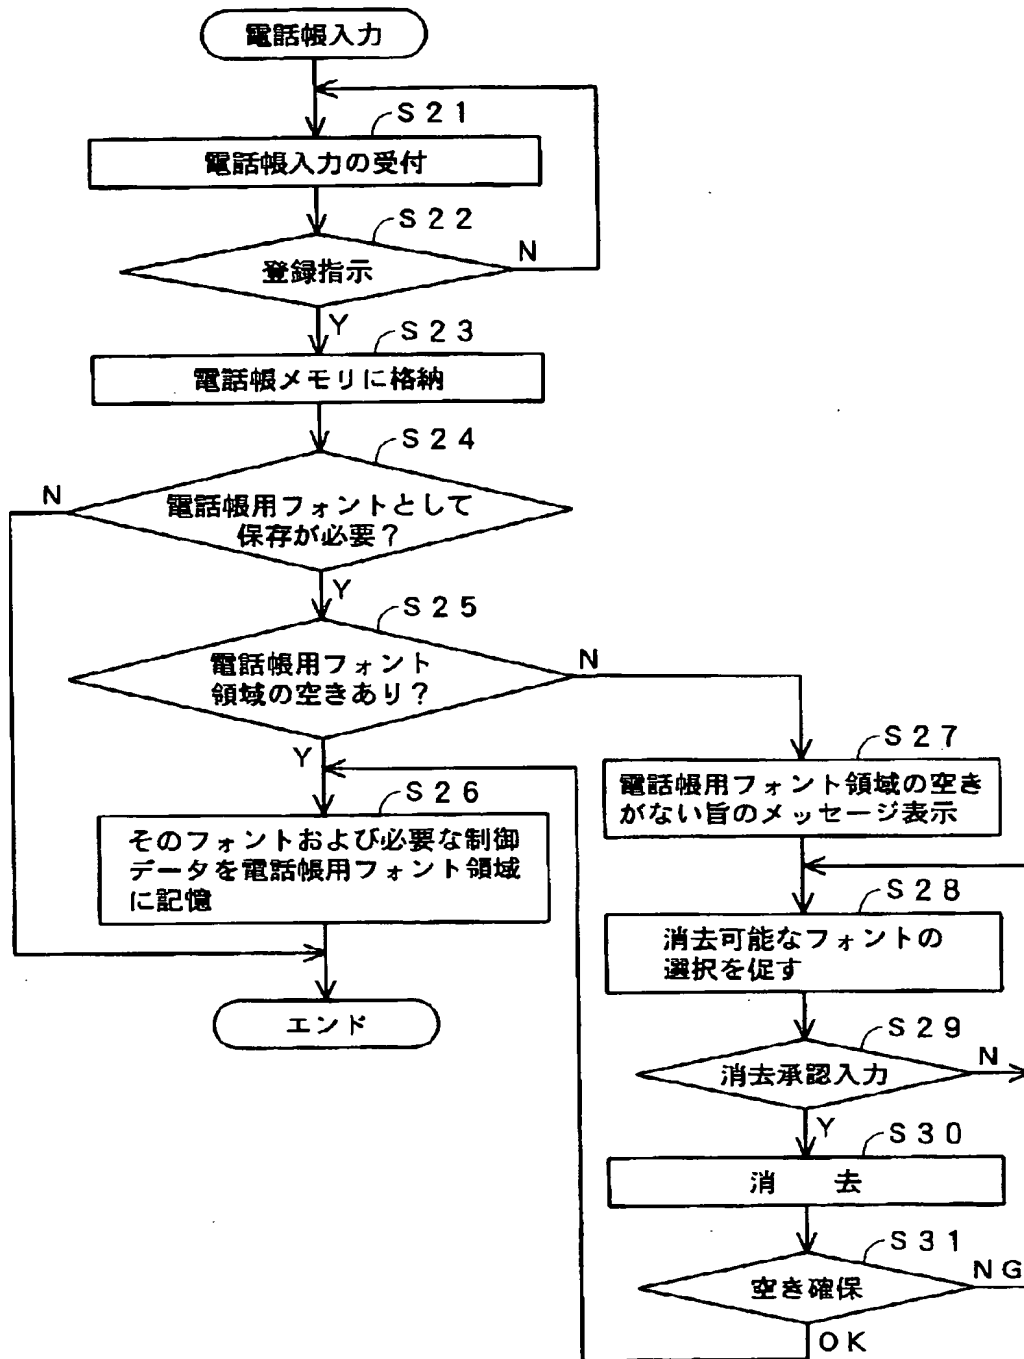 電話帳入力
S21
電話帳入力の受付
S22
登録指示
N
Y
S23
電話帳メモリに格納
S24
電話帳用フォントとして
保存が必要?
N
Y
S25
電話帳用フォント
領域の空きあり?
N
Y
S26
そのフォントおよび必要な制御
データを電話帳用フォント領域
に記憶
エンド
S27
電話帳用フォント領域の空き
がない旨のメッセージ表示
S28
消去可能なフォントの
選択を促す
S29
消去承認入力
N
Y
S30
消 去
S31
空き確保
NG
OK